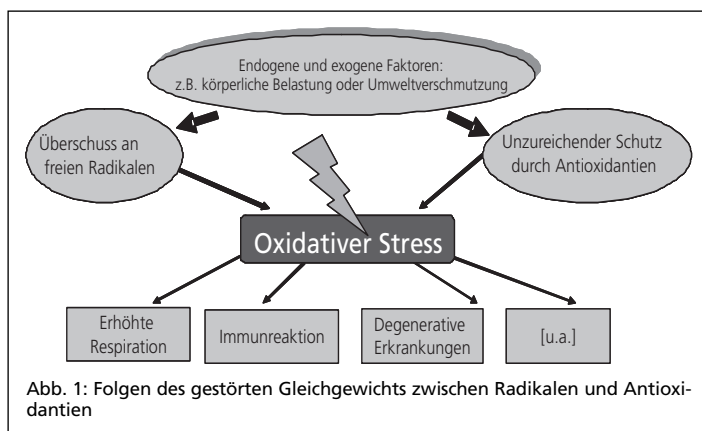 Endogene und exogene Faktoren:
z.B. körperliche Belastung oder Umweltverschmutzung
Überschuss an
freien Radikalen
Unzureichender Schutz
durch Antioxidantien
Oxidativer Stress
Erhöhte
Respiration
Immunreaktion
Degenerative
Erkrankungen
[u.a.]
Abb. 1: Folgen des gestörten Gleichgewichts zwischen Radikalen und Antioxi-
dantien